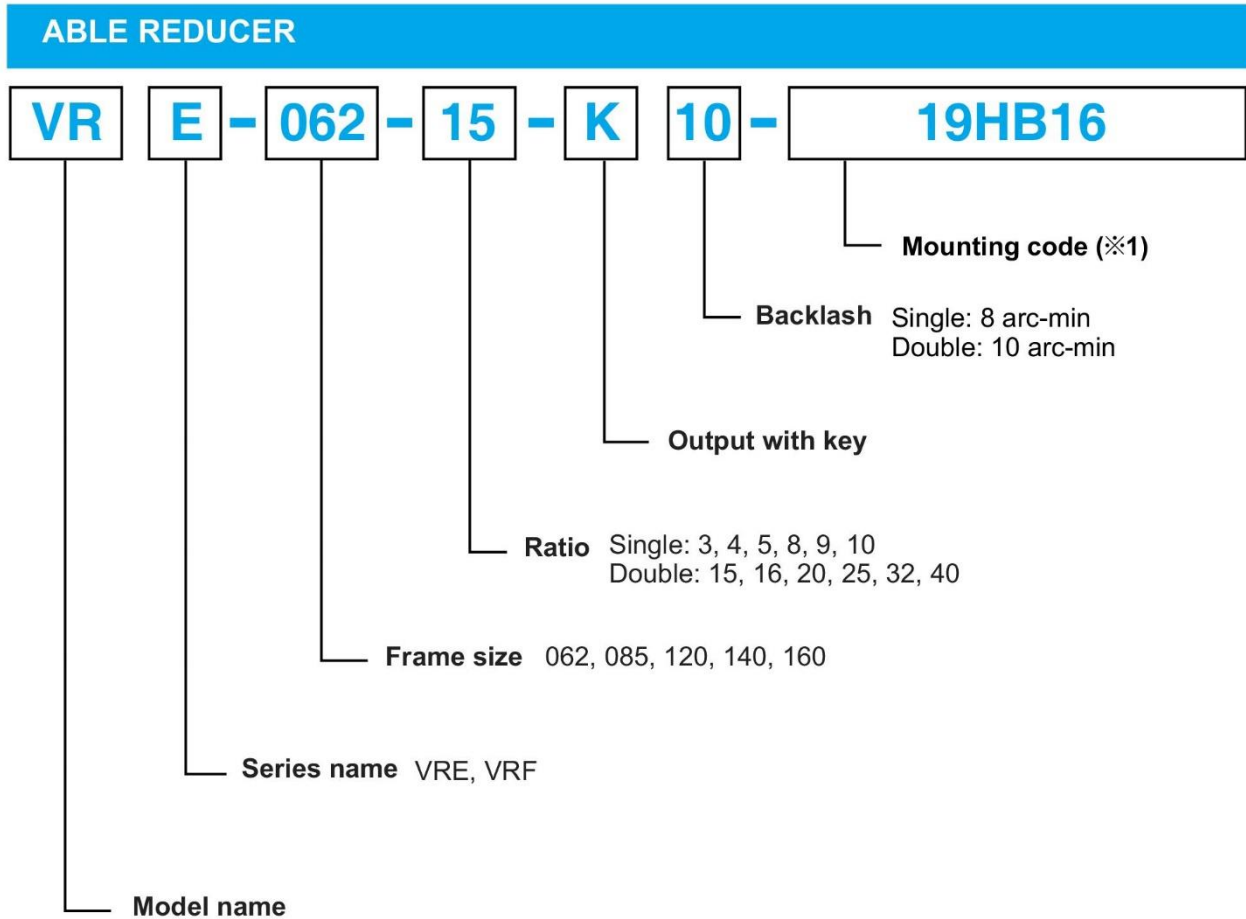 ABLE REDUCER
VR E - 062 - 15 - K 10 - 19HB16
Mounting code (※1)
Backlash Single: 8 arc-min
Double: 10 arc-min
Output with key
Ratio Single: 3, 4, 5, 8, 9, 10
Double: 15, 16, 20, 25, 32, 40
Frame size 062, 085, 120, 140, 160
Series name VRE, VRF
Model name